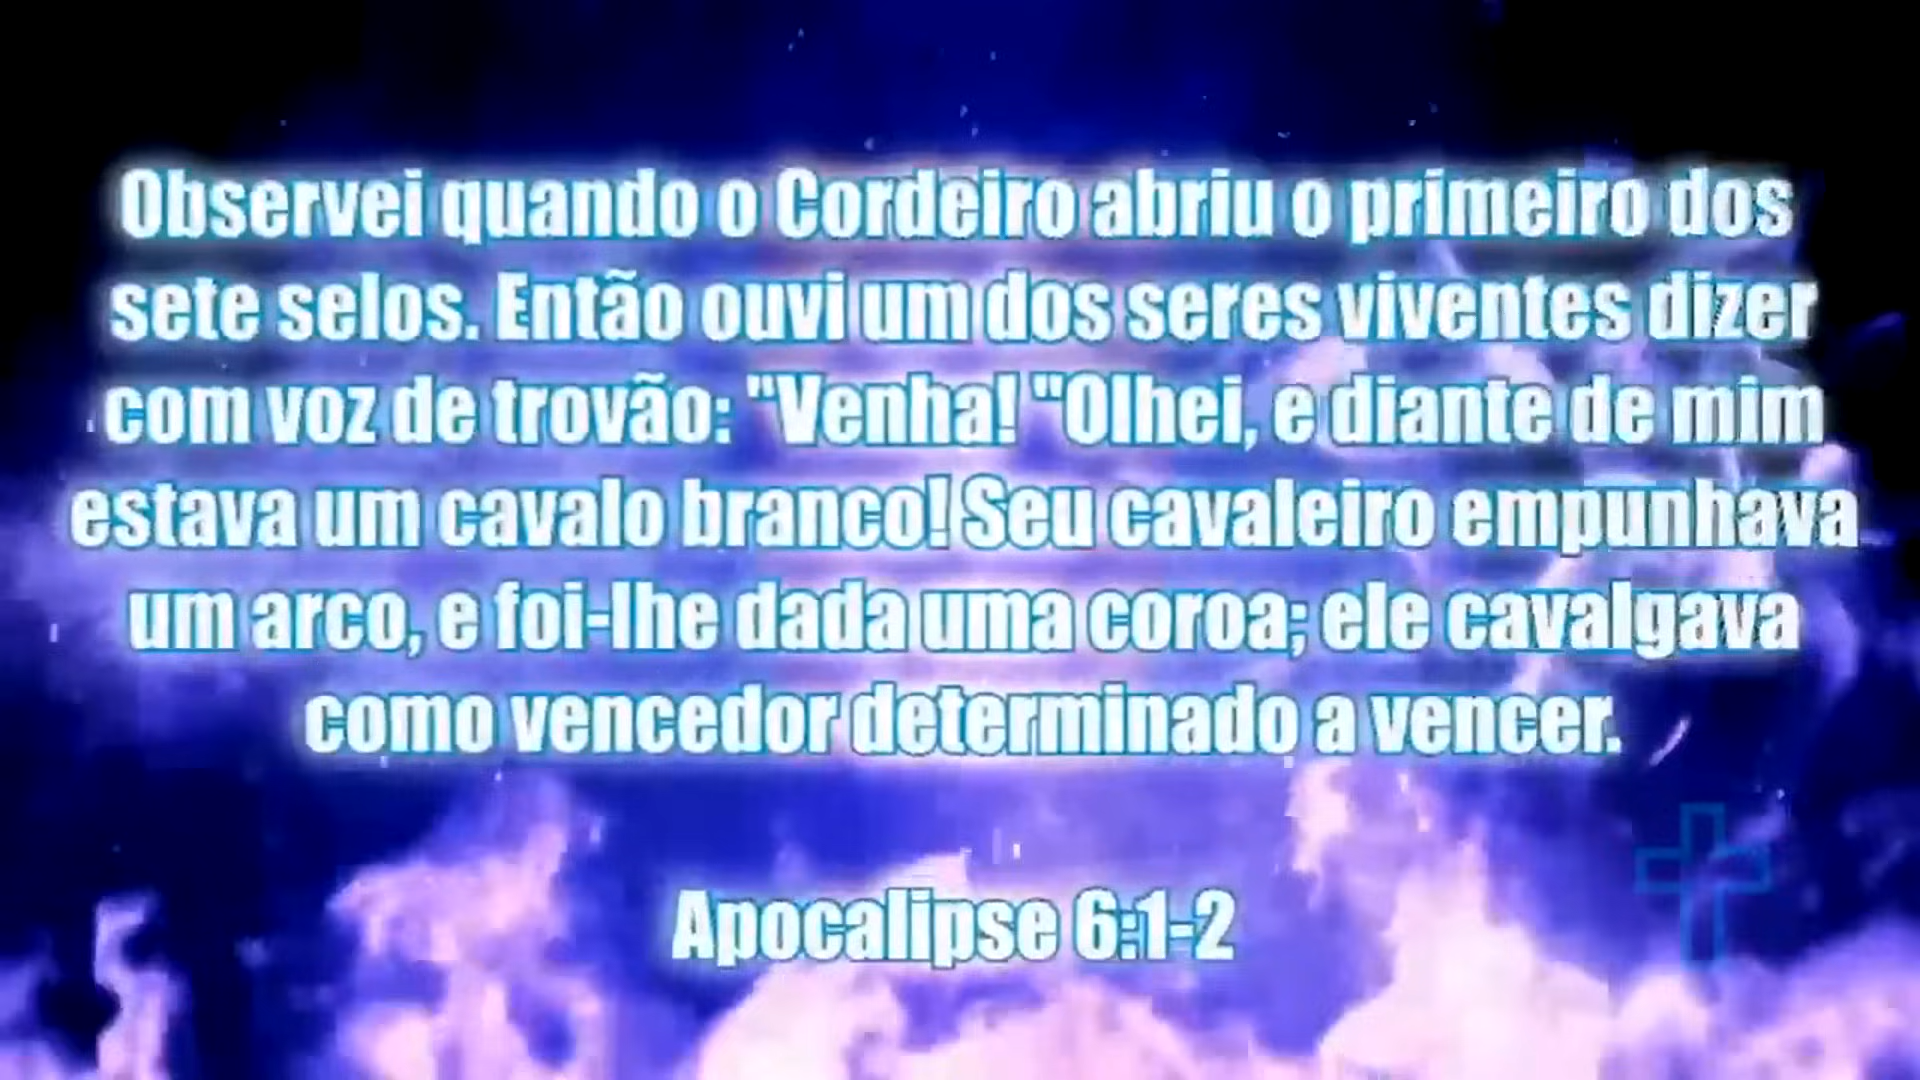 Observei quando o Cordeiro abriu o primeiro dos
sete selos. Então ouvi um dos seres viventes dizer
com voz de trovão: "Venha! "Olhei, e diante de mim
estava um cavalo branco! Seu cavaleiro empunhava
um arco, e foi-lhe dada uma coroa; ele cavalgava
como vencedor determinado a vencer.
Apocalipse 6:1-2